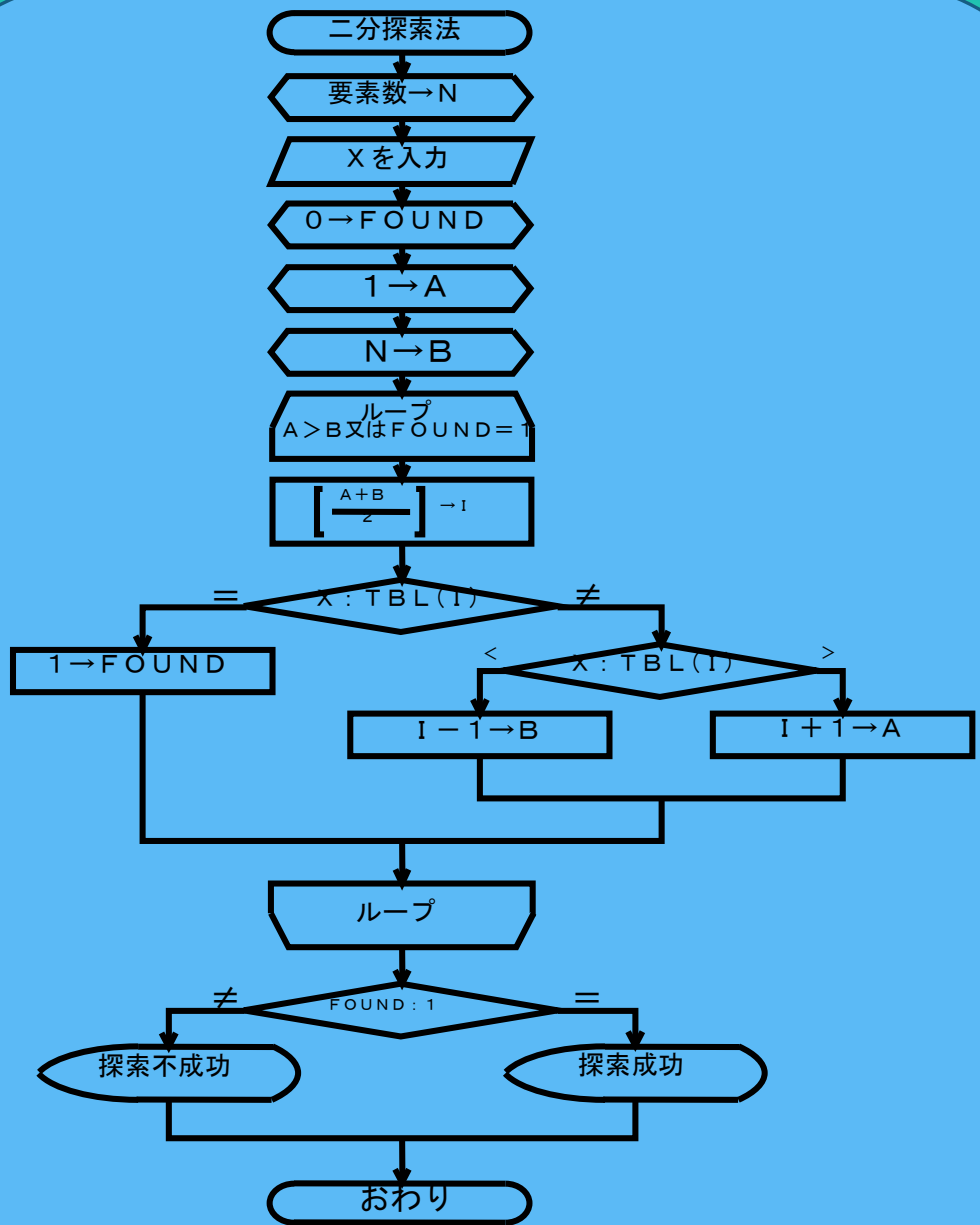 二分探索法
要素数→N
Xを入力
0→FOUND
1→A
N→B
ループ
A>B又はFOUND=1
[A+B
2] →I
X:TBL(I)
=
≠
1→FOUND
X:TBL(I)
<
>
I-1→B
I+1→A
ループ
FOUND:1
≠
=
探索不成功
探索成功
おわり